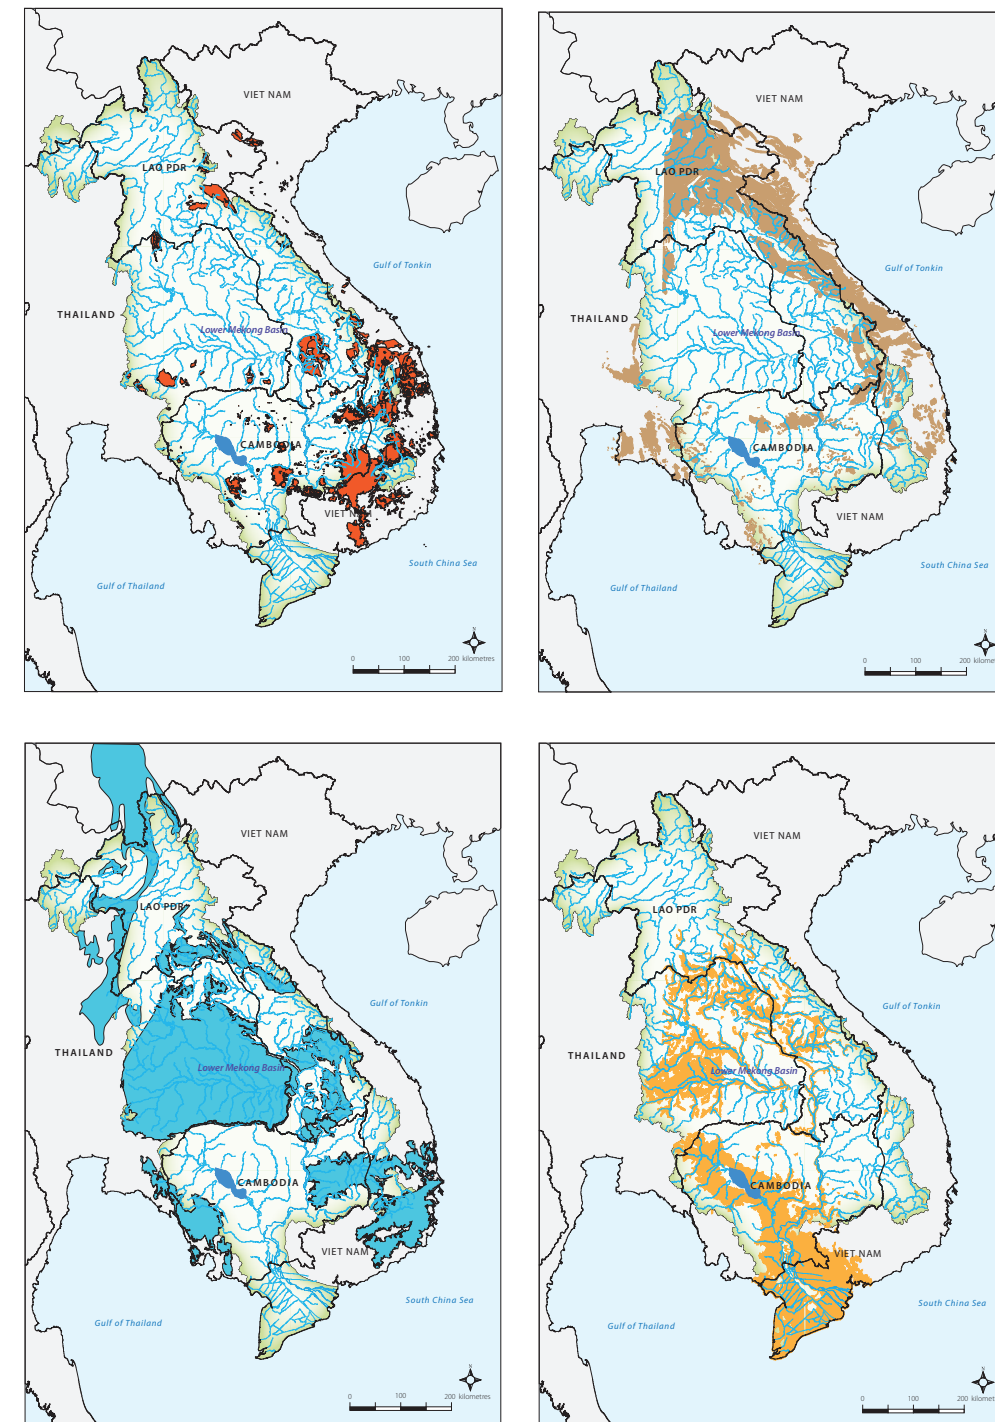 VIET NAM
LAO PDR
Gulf of Tonkin
THAILAND
Lower Mekong Basin
CAMBODIA
VIET NAM
South China Sea
Gulf of Thailand
N
0 100 200 kilometres
VIET NAM
LAO PDR
Gulf of Tonkin
THAILAND
Lower Mekong Basin
CAMBODIA
VIET NAM
South China Sea
Gulf of Thailand
N
0 100 200 kilomet
VIET NAM
LAO PDR
Gulf of Tonkin
THAILAND
Lower Mekong Basin
CAMBODIA
VIET NAM
South China Sea
Gulf of Thailand
N
0 100 200 kilometres
VIET NAM
LAO PDR
Gulf of Tonkin
THAILAND
Lower Mekong Basin
CAMBODIA
VIET NAM
South China Sea
Gulf of Thailand
N
0 100 200 kilomet